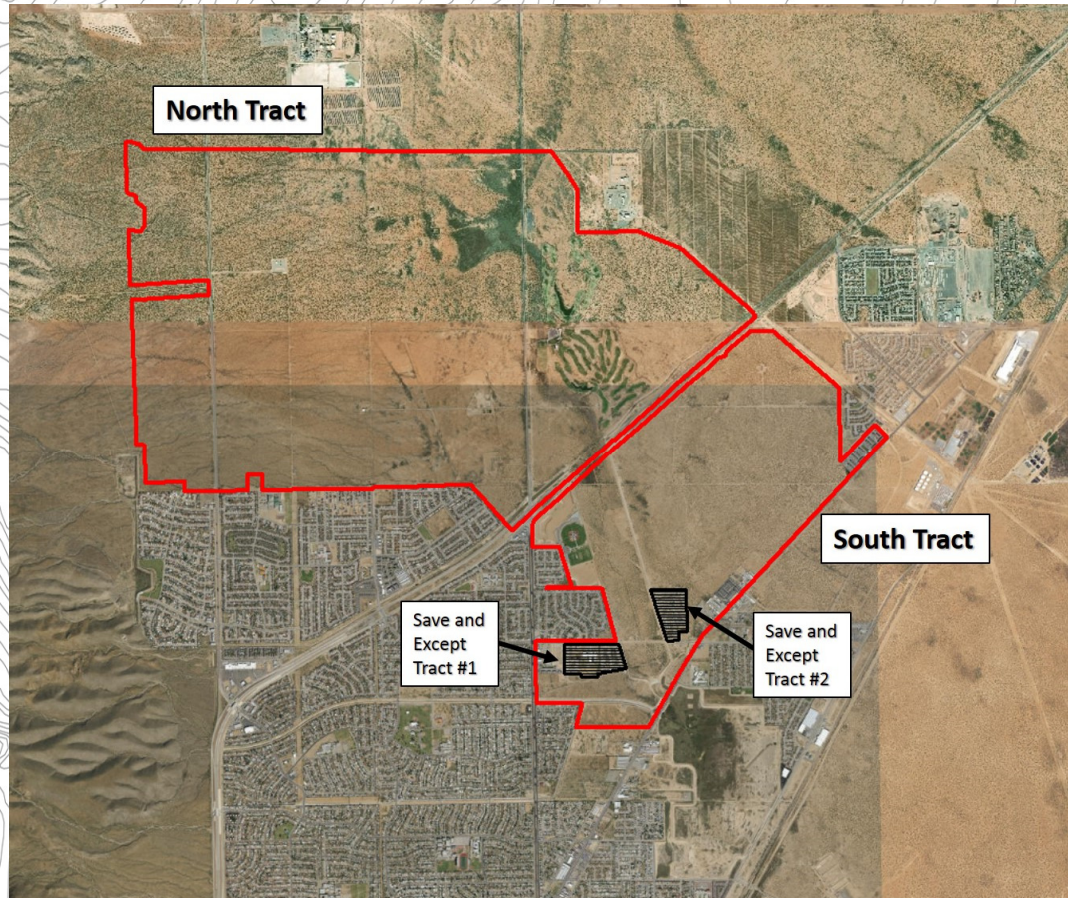 North Tract
South Tract
Save and
Except
Tract #1
Save and
Except
Tract #2